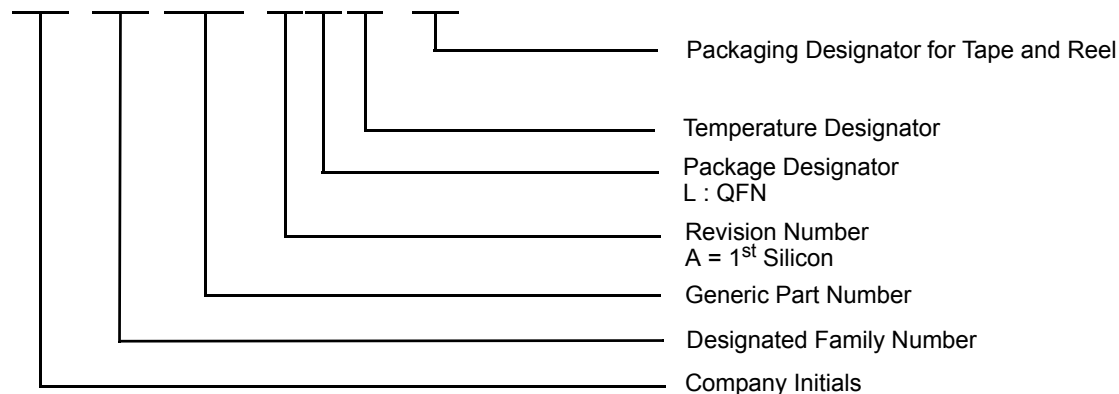 Packaging Designator for Tape and Reel
Temperature Designator
Package Designator
L : QFN
Revision Number
A = 1st Silicon
Generic Part Number
Designated Family Number
Company Initials